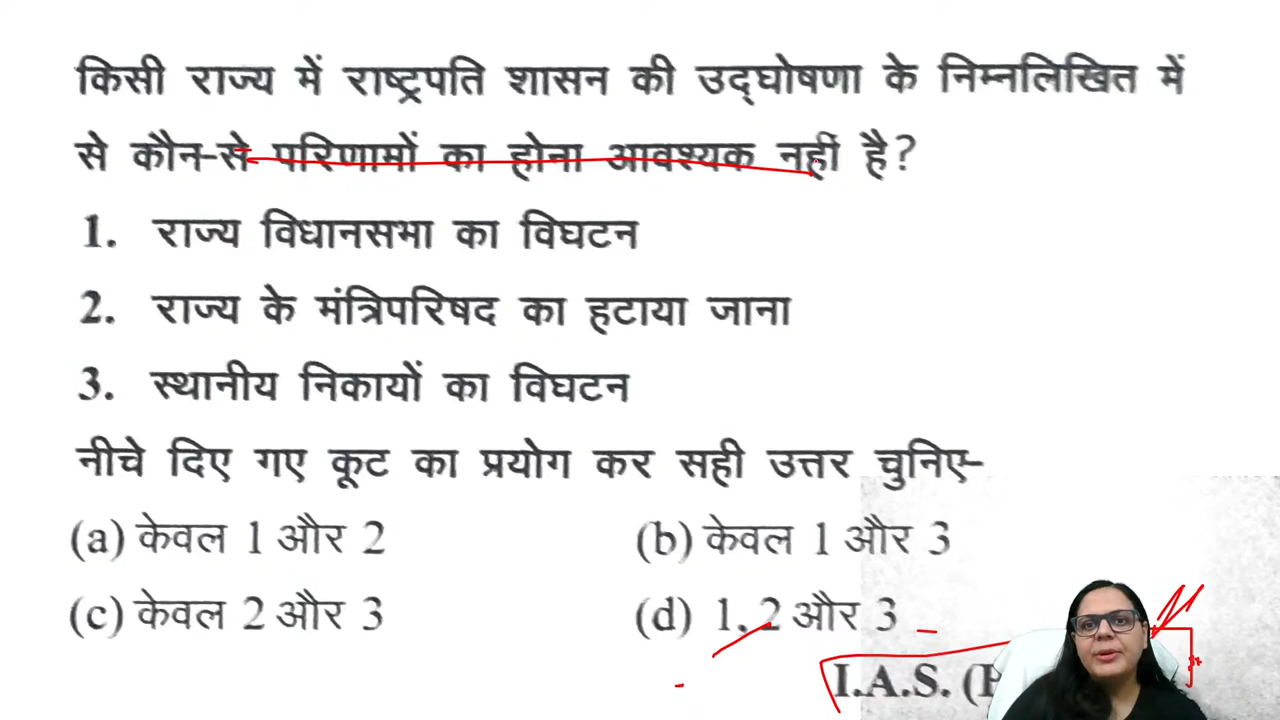 किसी राज्य में राष्ट्रपति शासन की उद्घोषणा के निम्नलिखित में
से कौन-से परिणामों का होना आवश्यक नहीं है?
1. राज्य विधानसभा का विघटन
2. राज्य के मंत्रिपरिषद का हटाया जाना
3. स्थानीय निकायों का विघटन
नीचे दिए गए कूट का प्रयोग कर सही उत्तर चुनिए-
(a) केवल 1 और 2
(b) केवल 1 और 3
(c) केवल 2 और 3
(d) 1, 2 और 3
I.A.S.